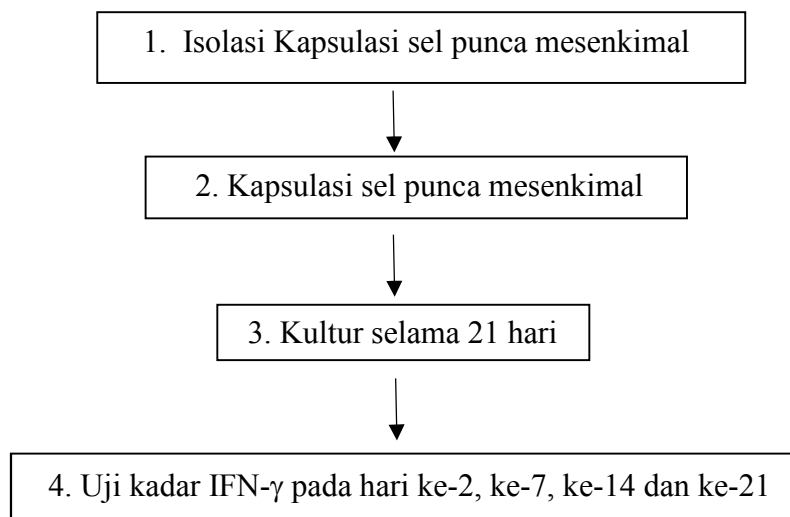 1. Isolasi Kapsulasi sel punca mesenkimal
2. Kapsulasi sel punca mesenkimal
3. Kultur selama 21 hari
4. Uji kadar IFN-γ pada hari ke-2, ke-7, ke-14 dan ke-21